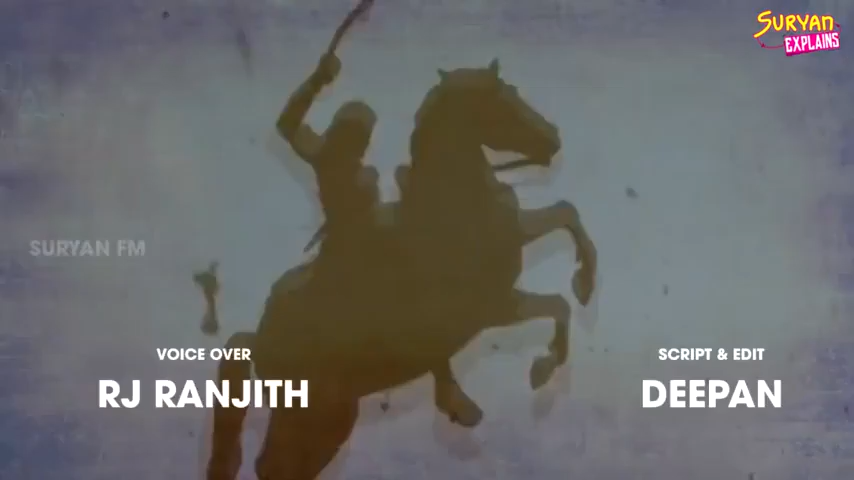 SURYAN
EXPLAINS
SURYAN FM
VOICE OVER
RJ RANJITH
SCRIPT & EDIT
DEEPAN